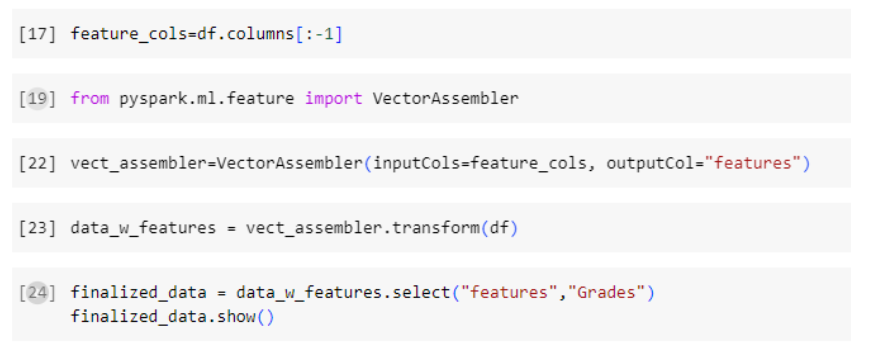 [17] feature_cols=df.columns[:-1]
[19] from pyspark.ml.feature import VectorAssembler
[22] vect_assembler=VectorAssembler(inputCols=feature_cols, outputCol="features")
[23] data_w_features = vect_assembler.transform(df)
[24] finalized_data = data_w_features.select("features","Grades")
finalized_data.show()